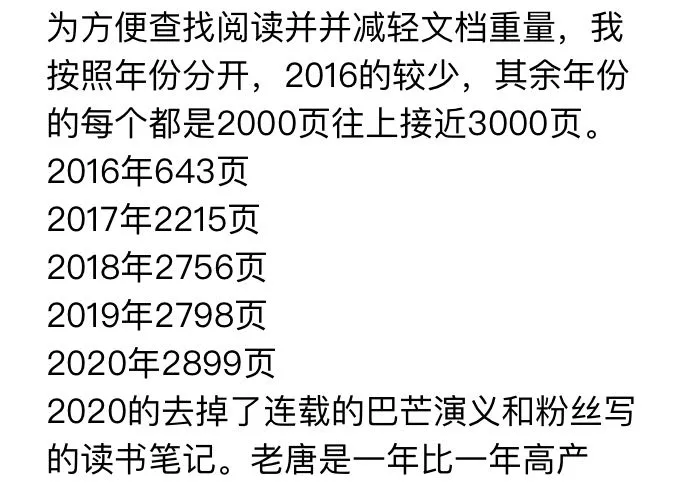 为方便查找阅读并并减轻文档重量，我
按照年份分开，2016的较少，其余年份
的每个都是2000页往上接近3000页。
2016年643页
2017年2215页
2018年2756页
2019年2798页
2020年2899页
2020的去掉了连载的巴芒演义和粉丝写
的读书笔记。老唐是一年比一年高产